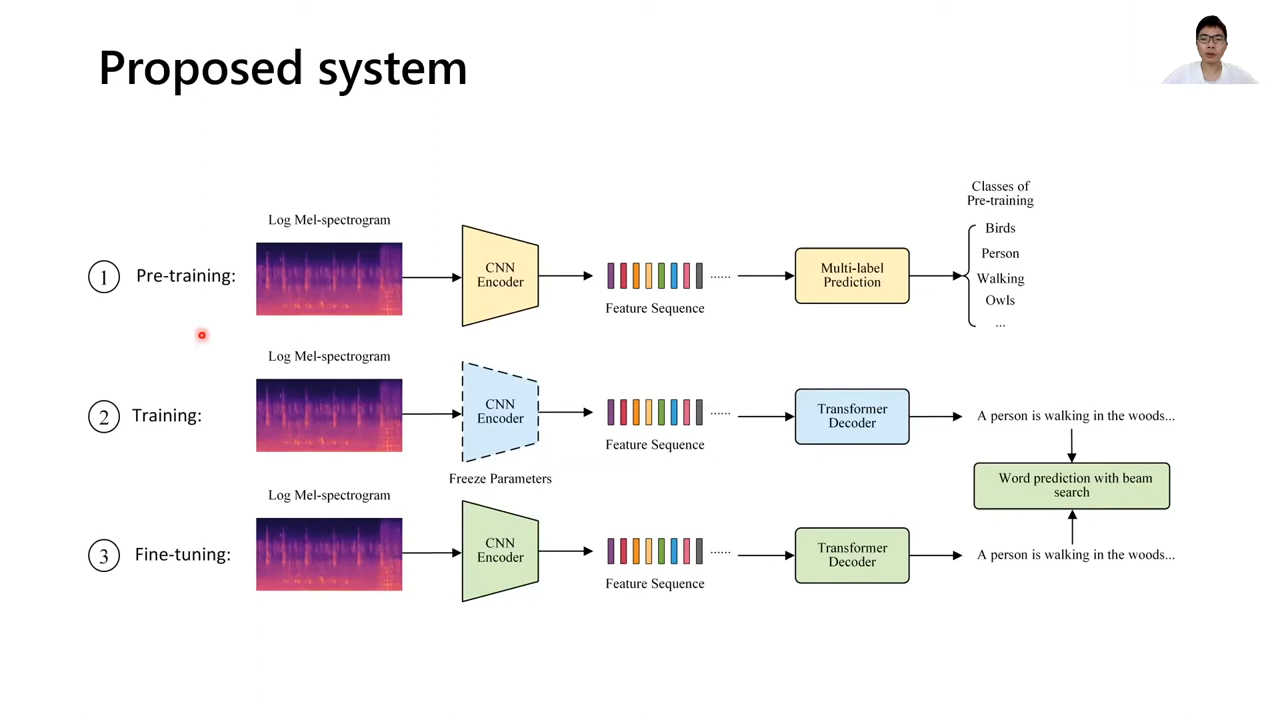 Proposed system
Classes of
Pre-training
Log Mel-spectrogram
1
Pre-training:
CNN
Encoder
......
Feature Sequence
Multi-label
Prediction
Birds
Person
Walking
Owls
...
Log Mel-spectrogram
2
Training:
CNN
Encoder
Freeze Parameters
......
Feature Sequence
Transformer
Decoder
A person is walking in the woods...
Word prediction with beam
search
Log Mel-spectrogram
3
Fine-tuning:
CNN
Encoder
......
Feature Sequence
Transformer
Decoder
A person is walking in the woods...